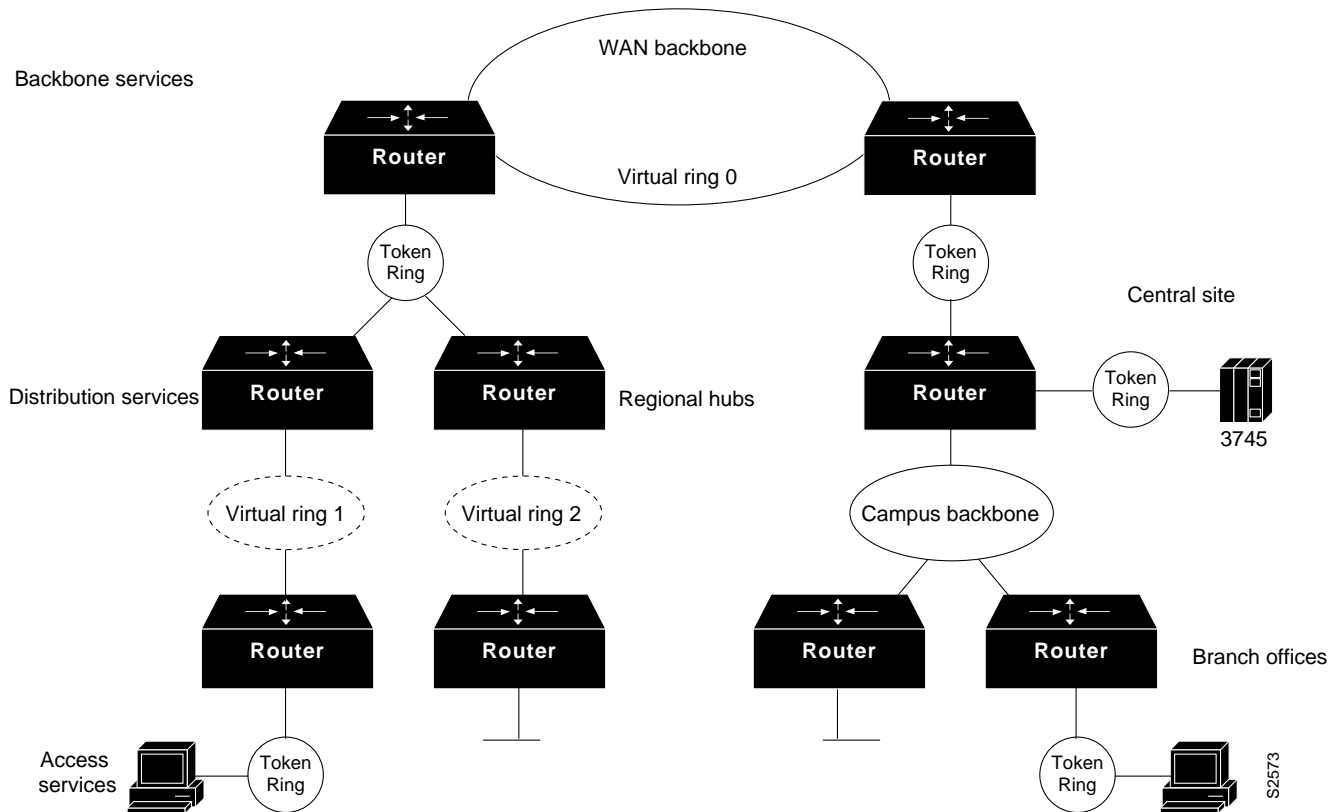 WAN backbone
Backbone services
Router
Router
Virtual ring 0
Token
Ring
Token
Ring
Central site
Router
Router
Router
Token
Ring
Distribution services
Regional hubs
3745
Virtual ring 1
Virtual ring 2
Campus backbone
Router
Router
Router
Router
Branch offices
Access
services
Token
Ring
Token
Ring
S2573